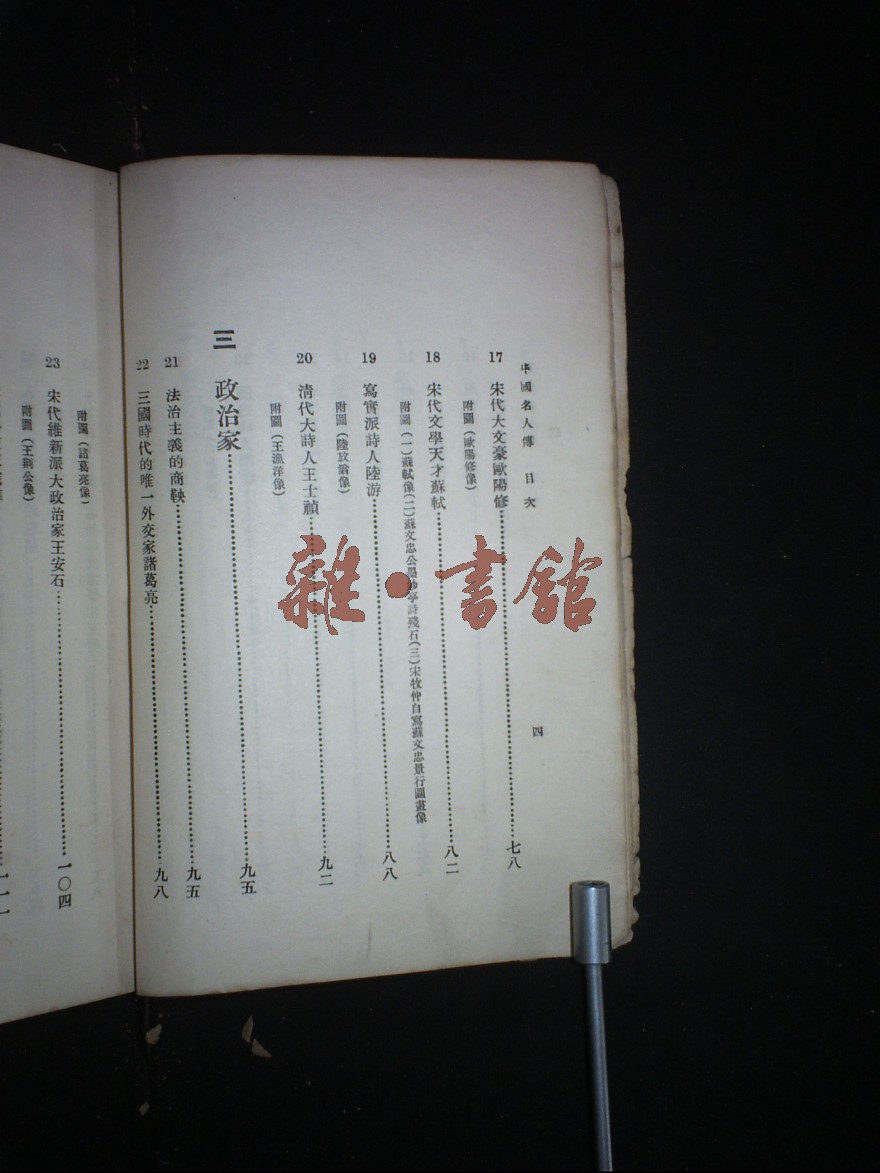 中國名人傳 目次
四
17 宋代大文豪歐陽修 七八
附圖（歐陽修像）
18 宋代文學天才蘇軾 八二
附圖（一）蘇軾像（二）蘇文忠公墨妙亭詩殘石（三）宋牧仲自寫蘇文忠景行圖畫像
19 寫實派詩人陸游 八八
附圖（陸放翁像）
20 清代大詩人王士禎 九二
附圖（王漁洋像）
三 政治家 九五
21 法治主義的商鞅 九五
22 三國時代的唯一外交家諸葛亮 九八
附圖（諸葛亮像）
23 宋代維新派大政治家王安石 一〇四
附圖（王荊公像）
一一一
雜·書館